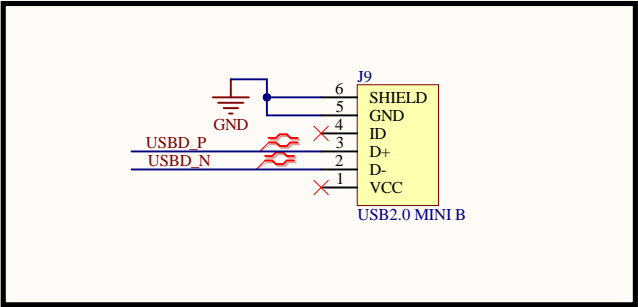 J9
6 SHIELD
5 GND
GND
4 ID
USBD_P 3 D+
USBD_N 2 D-
1 VCC
USB2.0 MINI B